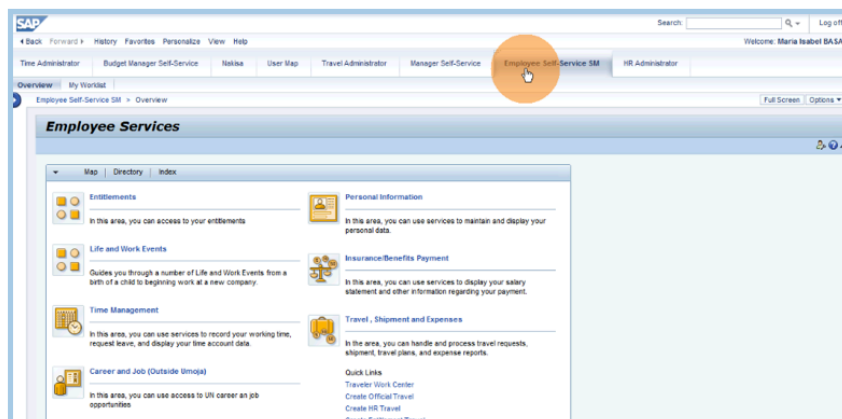 SAP
Search:
Log off
Back Forward History Favorites Personalize View Help
Welcome: Maria Isabel BASA
Time Administrator Budget Manager Self-Service Nakisa User Map Travel Administrator Manager Self-Service Employee Self-Service SM HR Administrator
Overview My Worklist
Employee Self-Service SM > Overview
Full Screen Options
Employee Services
Map | Directory | Index
Entitlements
In this area, you can access to your entitlements
Life and Work Events
Guides you through a number of Life and Work Events from a
birth of a child to beginning work at a new company.
Time Management
In this area, you can use services to record your working time,
request leave, and display your time account data.
Career and Job (Outside Umoja)
In this area, you can use access to UN career an job
opportunities
Personal Information
In this area, you can use services to maintain and display your
personal data.
Insurance/Benefits Payment
In this area, you can use services to display your salary
statement and other information regarding your payment.
Travel , Shipment and Expenses
In the area, you can handle and process travel requests,
shipment, travel plans, and expense reports.
Quick Links
Traveler Work Center
Create Official Travel
Create HR Travel